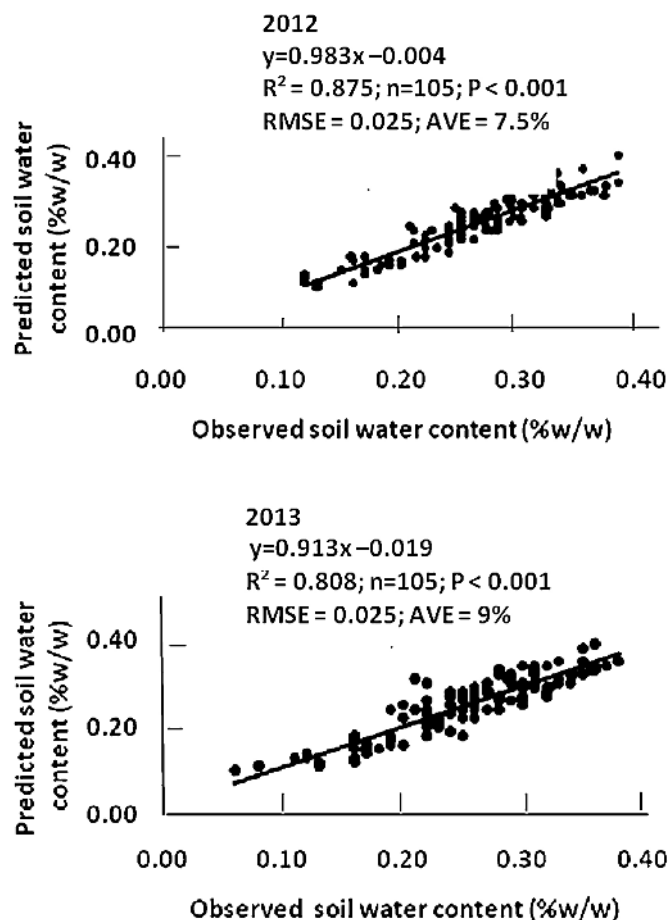 2012
y=0.983x –0.004
R² = 0.875; n=105; P < 0.001
RMSE = 0.025; AVE = 7.5%
Predicted soil water
content (%w/w)
0.40
0.20
0.00
0.00 0.10 0.20 0.30 0.40
Observed soil water content (%w/w)
2013
y=0.913x –0.019
R² = 0.808; n=105; P < 0.001
RMSE = 0.025; AVE = 9%
Predicted soil water
content (%w/w)
0.40
0.20
0.00
0.00 0.10 0.20 0.30 0.40
Observed soil water content (%w/w)